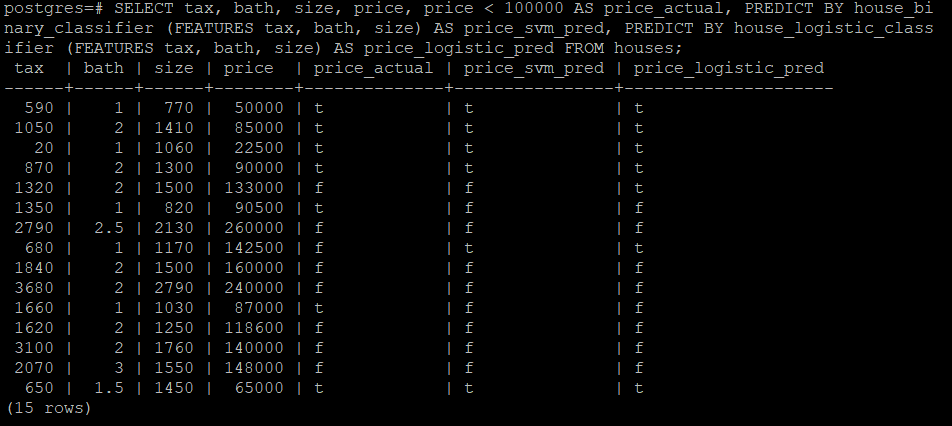 postgres=# SELECT tax, bath, size, price, price < 100000 AS price_actual, PREDICT BY house_bi
nary_classifier (FEATURES tax, bath, size) AS price_svm_pred, PREDICT BY house_logistic_class
ifier (FEATURES tax, bath, size) AS price_logistic_pred FROM houses;
 tax  | bath | size | price  | price_actual | price_svm_pred | price_logistic_pred
------+------+------+--------+--------------+----------------+---------------------
  590 |    1 |  770 |  50000 | t            | t              | t
 1050 |    2 | 1410 |  85000 | t            | t              | t
   20 |    1 | 1060 |  22500 | t            | t              | t
  870 |    2 | 1300 |  90000 | t            | t              | t
 1320 |    2 | 1500 | 133000 | f            | f              | t
 1350 |    1 |  820 |  90500 | t            | f              | f
 2790 |  2.5 | 2130 | 260000 | f            | f              | f
  680 |    1 | 1170 | 142500 | f            | t              | t
 1840 |    2 | 1500 | 160000 | f            | f              | f
 3680 |    2 | 2790 | 240000 | f            | f              | f
 1660 |    1 | 1030 |  87000 | t            | f              | f
 1620 |    2 | 1250 | 118600 | f            | f              | f
 3100 |    2 | 1760 | 140000 | f            | f              | f
 2070 |    3 | 1550 | 148000 | f            | f              | f
  650 |  1.5 | 1450 |  65000 | t            | t              | t
(15 rows)